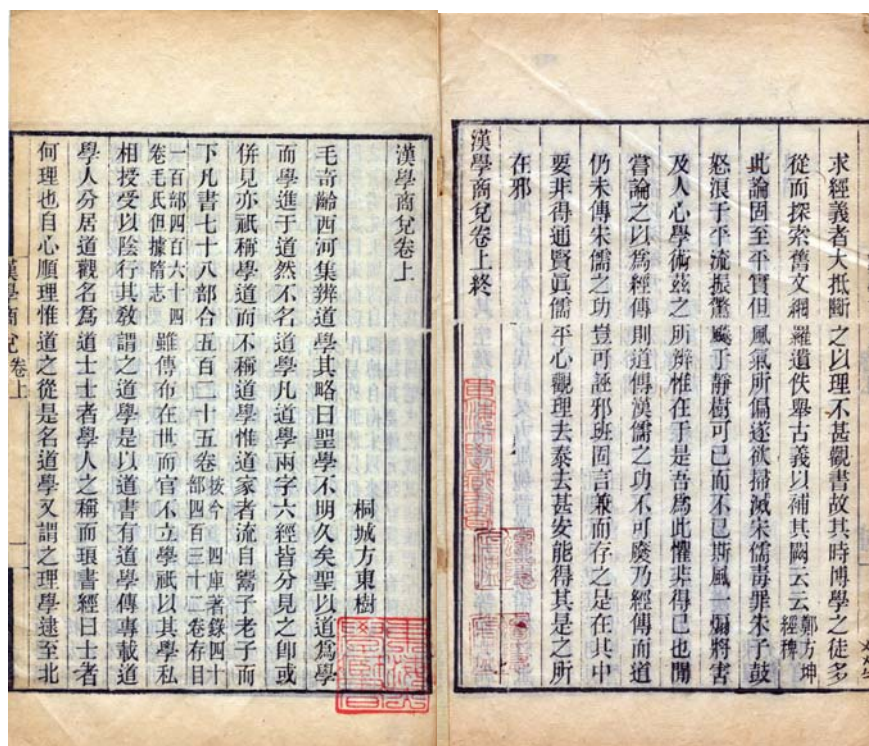 求經義者大抵斷之以理不甚觀書故其時博學之徒多
從而探索舊文網羅遺佚舉古義以補其闕云云鄭方坤
經稗
此論固至平實但風氣所偏遂欲掃滅宋儒毒罪朱子鼓
怒浪于平流振驚飈于靜樹可已而不已斯風一煽將害
及人心學術茲之所辨惟在于是吾爲此懼非得已也閒
嘗論之以爲經傳則道傳漢儒之功不可廢乃經傳而道
仍未傳宋儒之功豈可誣邪班固言兼而存之是在其中
要非得通賢眞儒平心觀理去泰去甚安能得其是之所
在邪
漢學商兌卷上終
漢學商兌卷上
桐城方東樹
毛奇齡西河集辨道學其略曰聖學不明久矣聖以道爲學
而學進于道然不名道學凡道學兩字六經皆分見之卽或
併見亦祇稱學道而不稱道學惟道家者流自鬻子老子而
下凡書七十八部合五百二十五卷按今四庫著錄四十
部四百三十二卷存目
一百部四百六十四
卷毛氏但據隋志雖傳布在世而官不立學祇以其學私
相授受以陰行其教謂之道學是以道書有道學傳專載道
學人分居道觀名爲道士士者學人之稱而琅書經曰士者
何理也自心順理惟道之從是名道學又謂之理學逮至北
漢學商兌 卷上